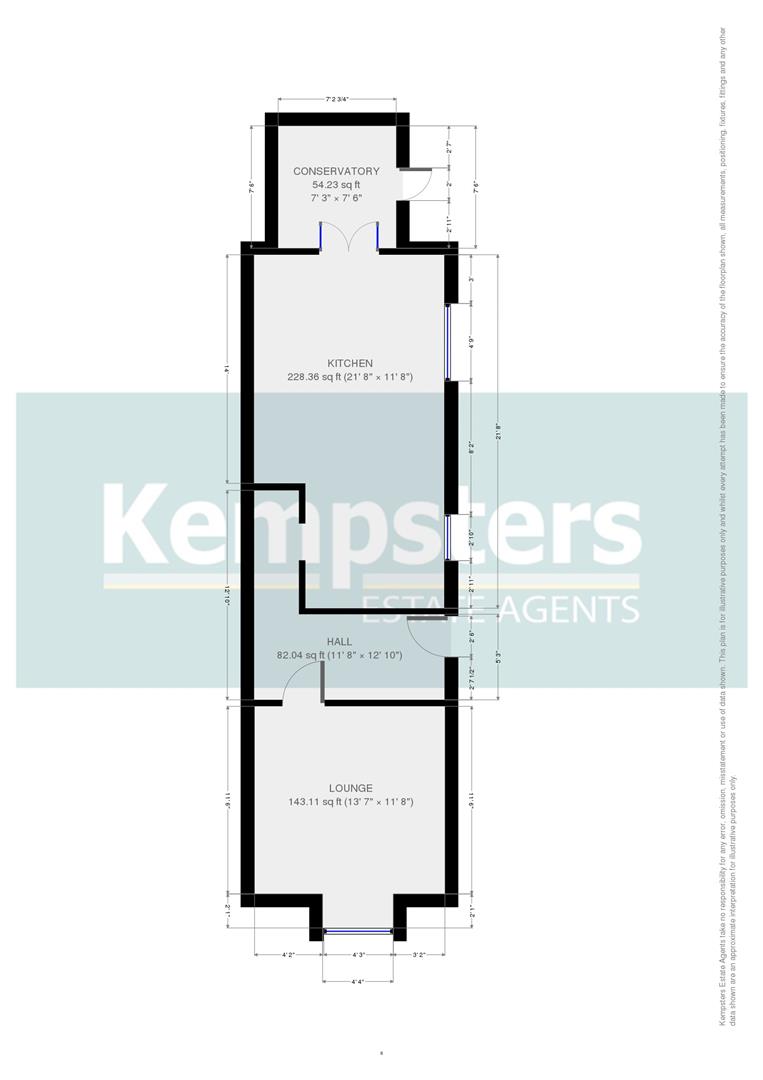 7' 2 3/4"
CONSERVATORY
54.23 sq ft
7' 3" × 7' 6"
7' 6"
2' 7"
2'
2' 11"
7' 6"
KITCHEN
228.36 sq ft (21' 8" × 11' 8")
14'
3'
4' 9"
8' 2"
2' 10"
2' 11"
21' 8"
Kempsters
ESTATE AGENTS
HALL
82.04 sq ft (11' 8" × 12' 10")
12' 10"
2' 6"
2' 7 1/2"
5' 3"
LOUNGE
143.11 sq ft (13' 7" × 11' 8")
11' 6"
11' 6"
2' 1"
2' 1"
4' 2"
4' 3"
3' 2"
4' 4"
Kempsters Estate Agents take no responsibility for any error, omission, misstatement or use of data shown. This plan is for illustrative purposes only and whilst every attempt has been made to ensure the accuracy of the floorplan shown, all measurements, positioning, fixtures, fittings and any other
data shown are an approximate interpretation for illustrative purposes only.